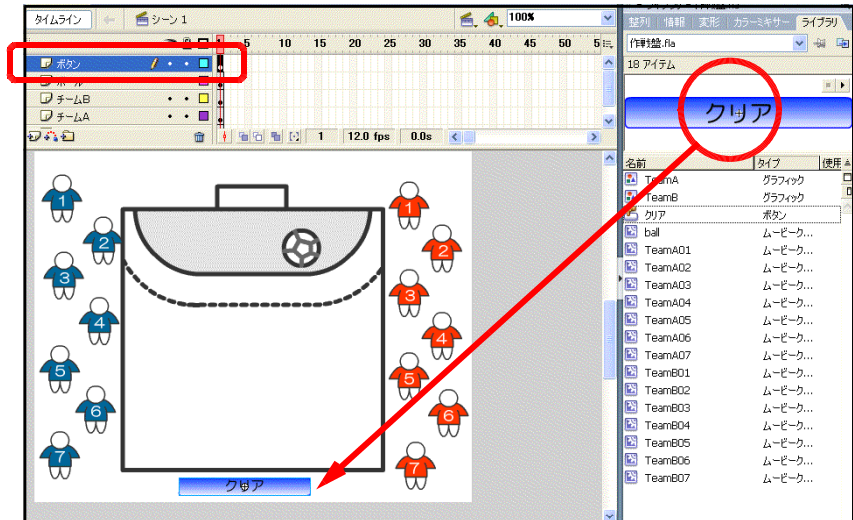 タイムライン シーン 1 100%
5 10 15 20 25 30 35 40 45 50 5
ボタン
ボール
チームB
チームA
1 12.0 fps 0.0s
1
2
3
4
5
6
7
1
2
3
4
5
6
7
クリア
整列 情報 変形 カラーミキサー ライブラリ
作戦盤.fla
18 アイテム
クリア
名前 タイプ 使用
TeamA グラフィック
TeamB グラフィック
クリア ボタン
ball ムービーク...
TeamA01 ムービーク...
TeamA02 ムービーク...
TeamA03 ムービーク...
TeamA04 ムービーク...
TeamA05 ムービーク...
TeamA06 ムービーク...
TeamA07 ムービーク...
TeamB01 ムービーク...
TeamB02 ムービーク...
TeamB03 ムービーク...
TeamB04 ムービーク...
TeamB05 ムービーク...
TeamB06 ムービーク...
TeamB07 ムービーク...